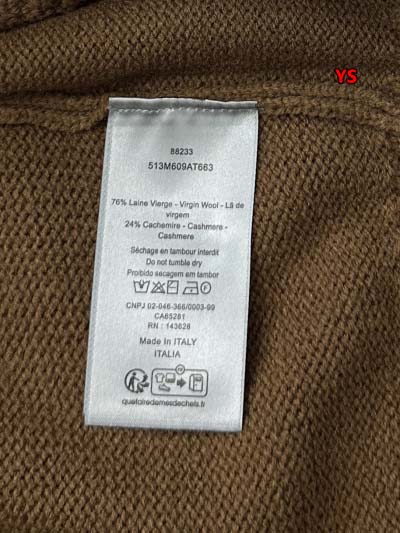 YS
88233
513M609AT663
76% Laine Vierge - Virgin Wool - Lã de
virgem
24% Cachemire - Cashmere -
Cashmere
Séchage en tambour interdit
Do not tumble dry
Proibido secagem em tambor
CNPJ 02-046-366/0003-99
CA65281
RN : 143628
Made In ITALY
ITALIA
FR
quefairedemesdechets.fr